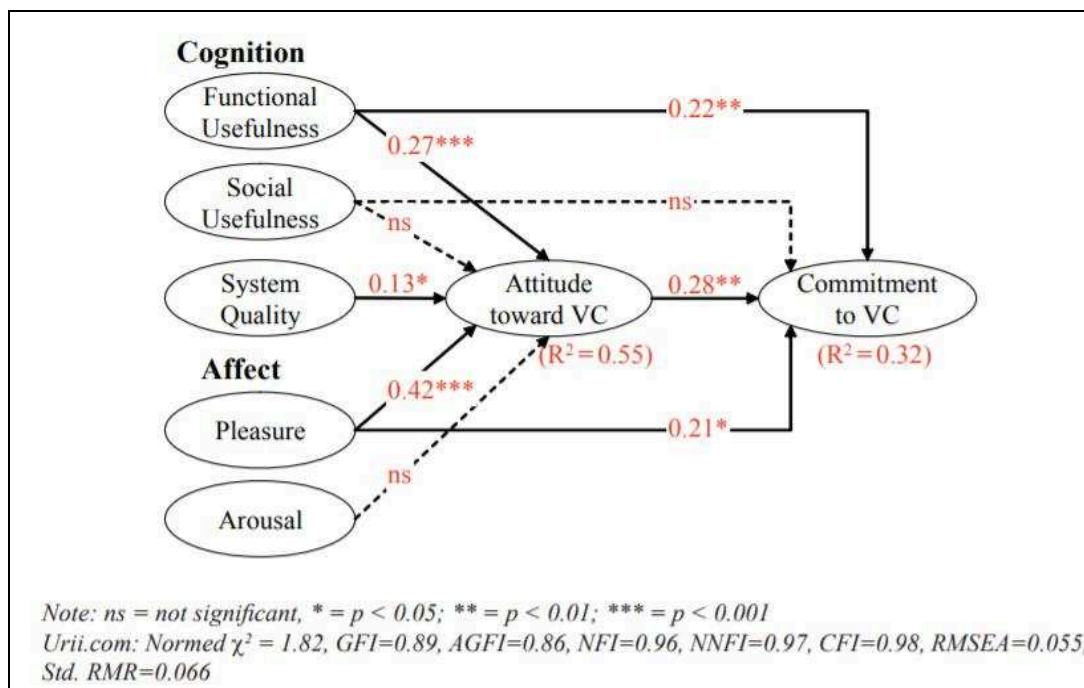 Cognition
Functional
Usefulness
0.22**
0.27***
Social
Usefulness
ns
ns
System
Quality
0.13*
Attitude
toward VC
0.28**
Commitment
to VC
(R² = 0.55)
(R² = 0.32)
Affect
0.42***
Pleasure
0.21*
ns
Arousal
Note: ns = not significant, * = p < 0.05; ** = p < 0.01; *** = p < 0.001
Urii.com: Normed χ² = 1.82, GFI=0.89, AGFI=0.86, NFI=0.96, NNFI=0.97, CFI=0.98, RMSEA=0.055,
Std. RMR=0.066